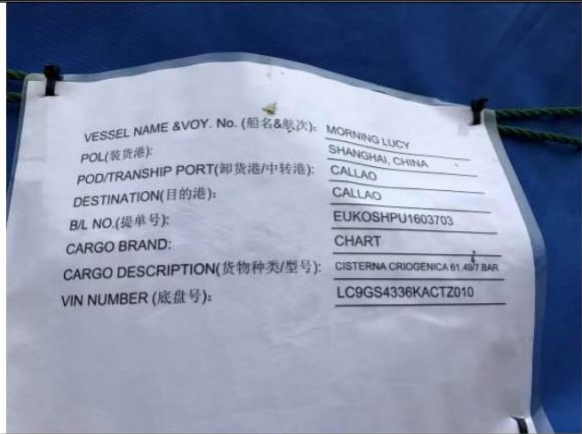 VESSEL NAME &VOY. No. (船名&航次): MORNING LUCY
POL(装货港): SHANGHAI, CHINA
POD/TRANSHIP PORT(卸货港/中转港): CALLAO
DESTINATION(目的港): CALLAO
B/L NO.(提单号): EUKOSHPU1603703
CARGO BRAND: CHART
CARGO DESCRIPTION(货物种类/型号): CISTERNA CRIOGENICA 61.49/7 BAR
VIN NUMBER (底盘号): LC9GS4336KACTZ010